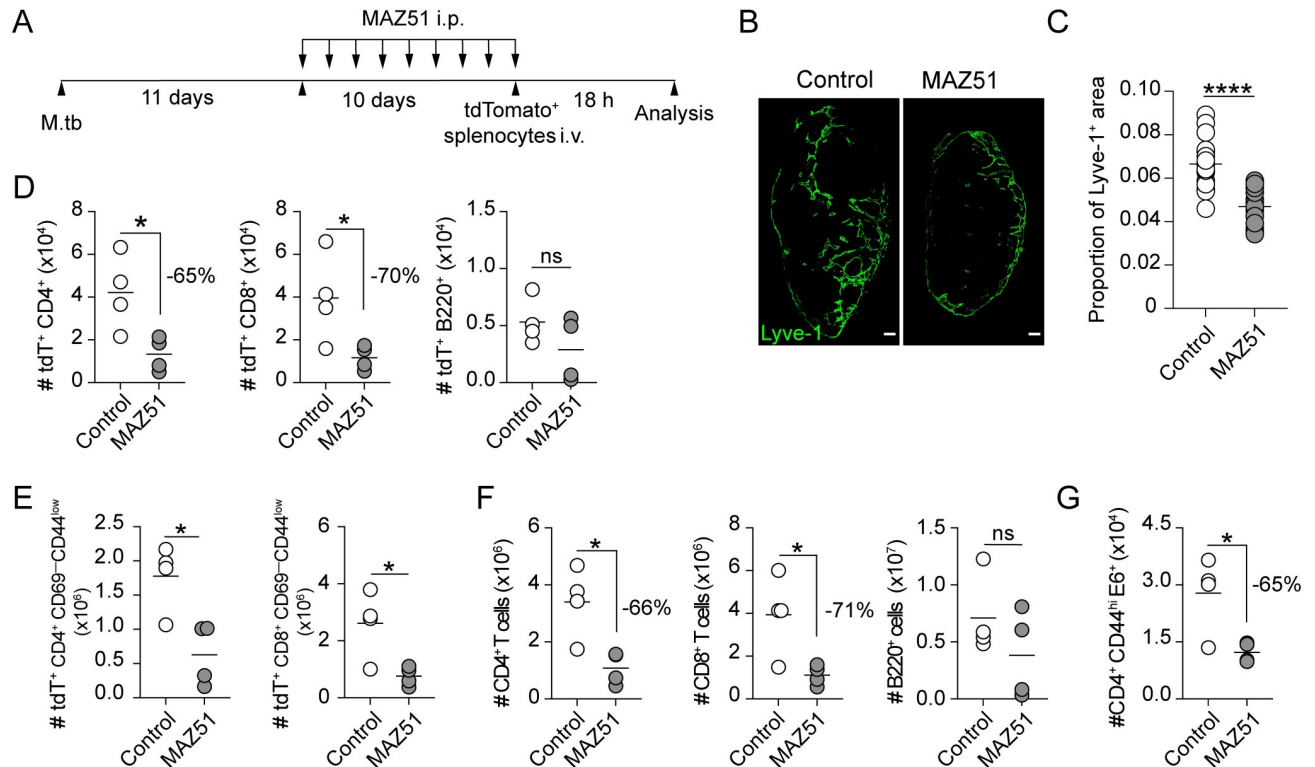 A
MAZ51 i.p.
11 days
10 days
18 h
M.tb
tdTomato⁺
splenocytes i.v.
Analysis
B
Control
MAZ51
Lyve-1
C
Proportion of Lyve-1⁺ area
0.10
0.08
0.06
0.04
0.02
0
****
Control
MAZ51
D
# tdT⁺ CD4⁺ (x10⁴)
8
6
4
2
0
*
-65%
Control
MAZ51
# tdT⁺ CD8⁺ (x10⁴)
8
6
4
2
0
*
-70%
Control
MAZ51
# tdT⁺ B220⁺ (x10⁴)
1.5
1.0
0.5
0.0
ns
Control
MAZ51
E
# tdT⁺ CD4⁺ CD69⁻CD44ˡᵒʷ
(x10⁶)
2.5
2.0
1.5
1.0
0.5
0.0
*
Control
MAZ51
# tdT⁺ CD8⁺ CD69⁻CD44ˡᵒʷ
(x10⁶)
6
4
2
0
*
Control
MAZ51
F
#CD4⁺ T cells (x10⁶)
6
4
2
0
*
-66%
Control
MAZ51
#CD8⁺ T cells (x10⁶)
8
6
4
2
0
*
-71%
Control
MAZ51
#B220⁺ cells (x10⁷)
1.5
1.0
0.5
0.0
ns
Control
MAZ51
G
#CD4⁺ CD44ʰⁱ E6⁺ (x10⁴)
4.5
3.0
1.5
0.0
*
-65%
Control
MAZ51